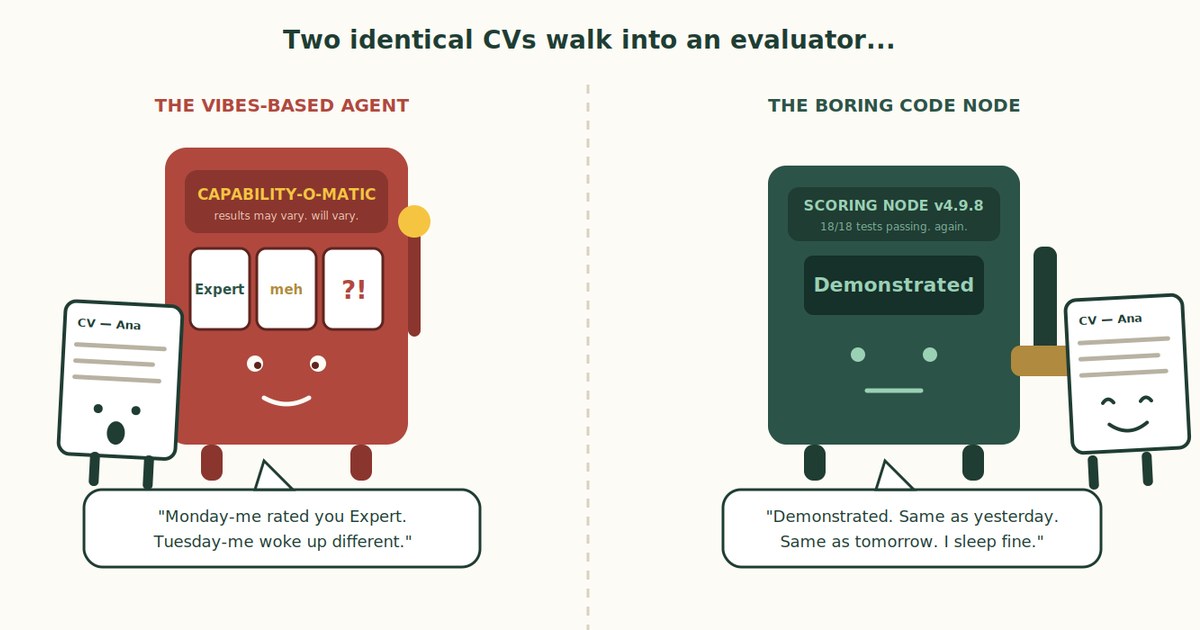 Two identical CVs walk into an evaluator...
THE VIBES-BASED AGENT
CAPABILITY-O-MATIC
results may vary. will vary.
Expert
meh
?!
CV — Ana
"Monday-me rated you Expert.
Tuesday-me woke up different."
THE BORING CODE NODE
SCORING NODE v4.9.8
18/18 tests passing. again.
Demonstrated
CV — Ana
"Demonstrated. Same as yesterday.
Same as tomorrow. I sleep fine."